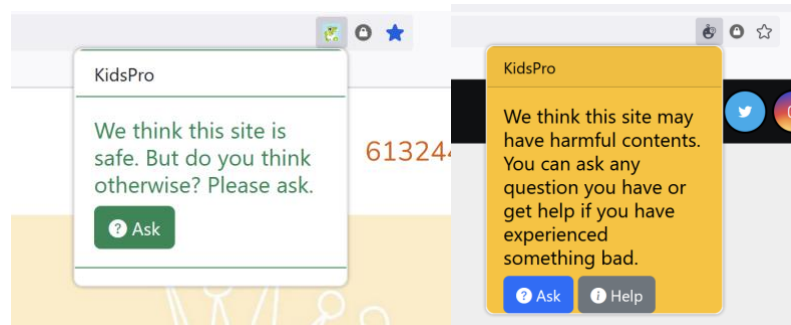 KidsPro
We think this site is
safe. But do you think
otherwise? Please ask.
Ask
61324
KidsPro
We think this site may
have harmful contents.
You can ask any
question you have or
get help if you have
experienced
something bad.
Ask
Help